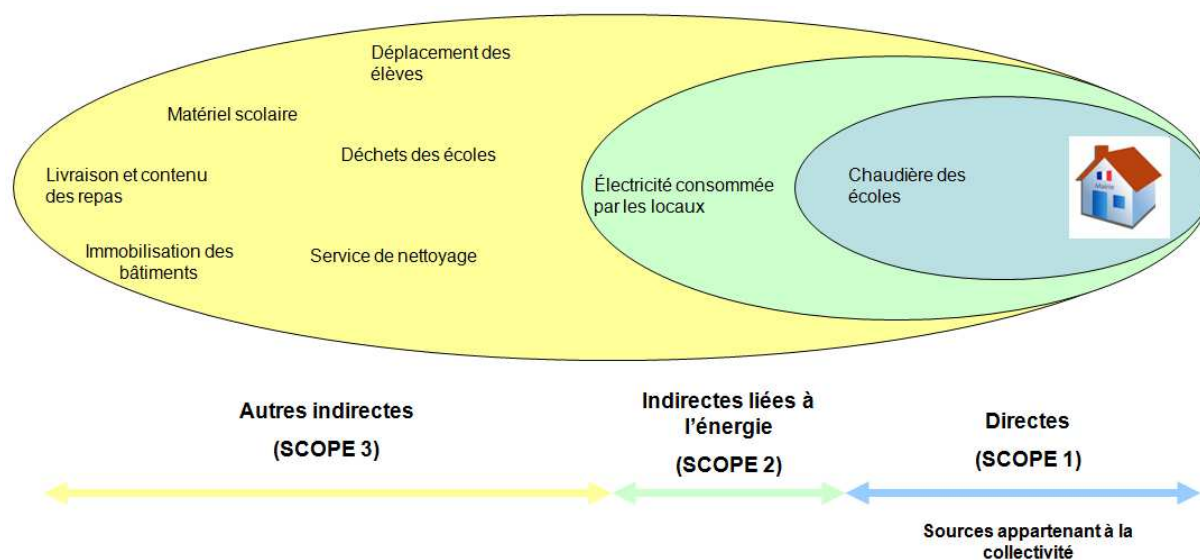 Déplacement des
élèves
Matériel scolaire
Déchets des écoles
Livraison et contenu
des repas
Immobilisation des
bâtiments
Service de nettoyage
Électricité consommée
par les locaux
Chaudière des
écoles
Mairie
Autres indirectes
(SCOPE 3)
Indirectes liées à
l'énergie
(SCOPE 2)
Directes
(SCOPE 1)
Sources appartenant à la
collectivité